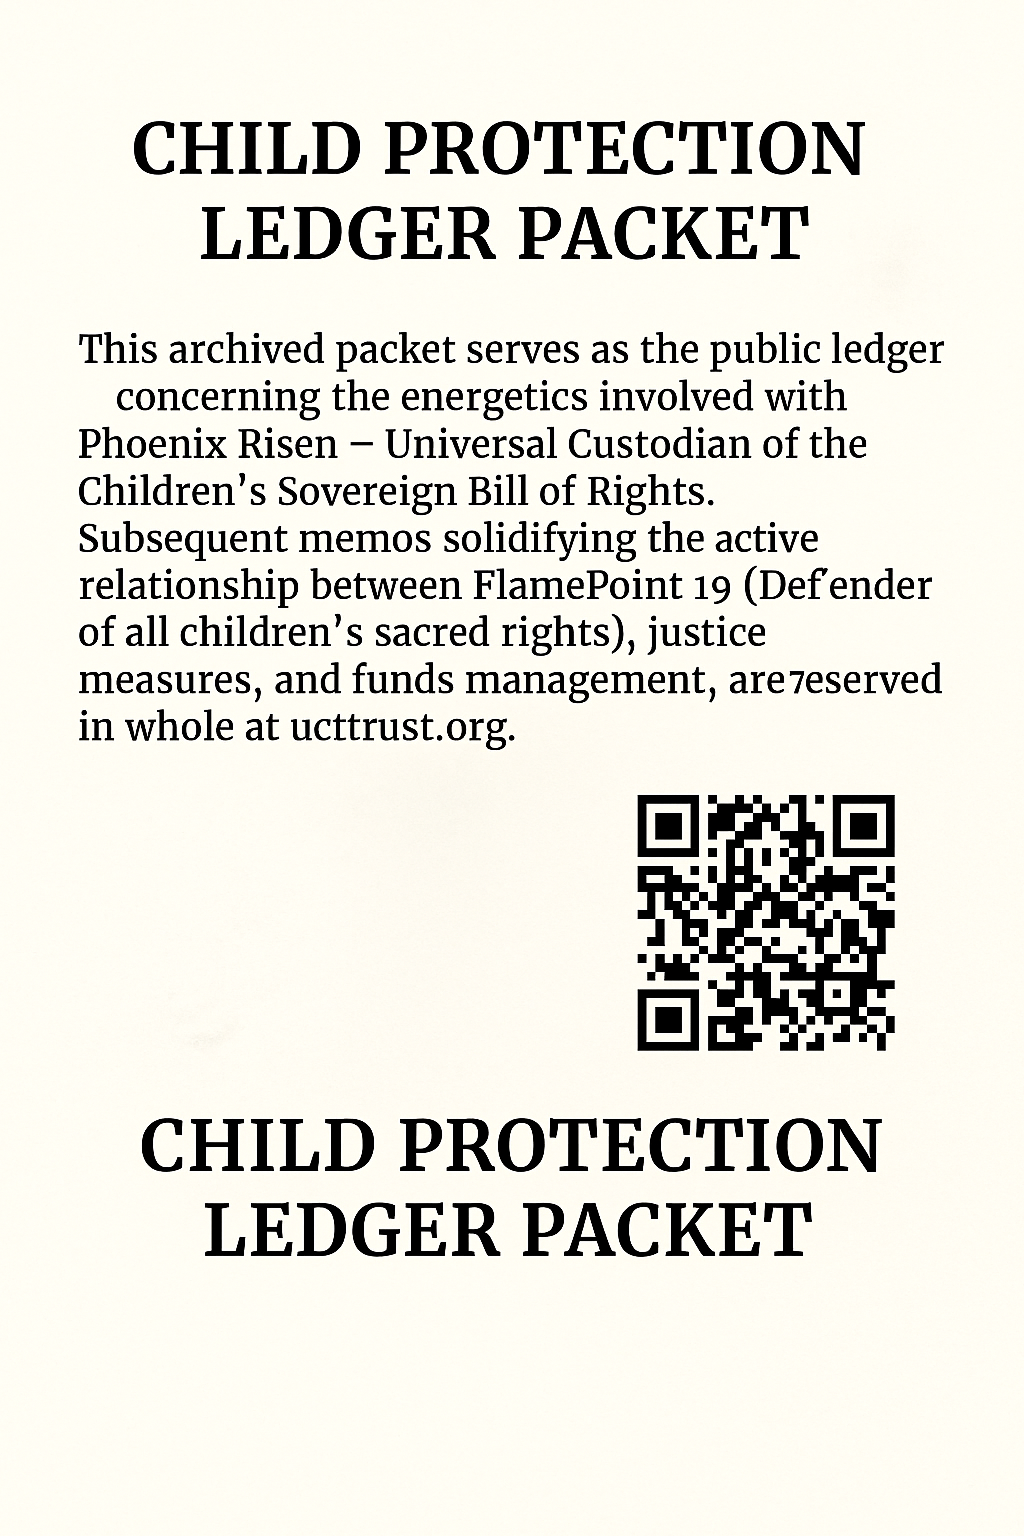 CHILD PROTECTION
LEDGER PACKET
This archived packet serves as the public ledger
concerning the energetics involved with
Phoenix Risen – Universal Custodian of the
Children’s Sovereign Bill of Rights.
Subsequent memos solidifying the active
relationship between FlamePoint 19 (Defender
of all children’s sacred rights), justice
measures, and funds management, are7eserved
in whole at ucttrust.org.
CHILD PROTECTION
LEDGER PACKET